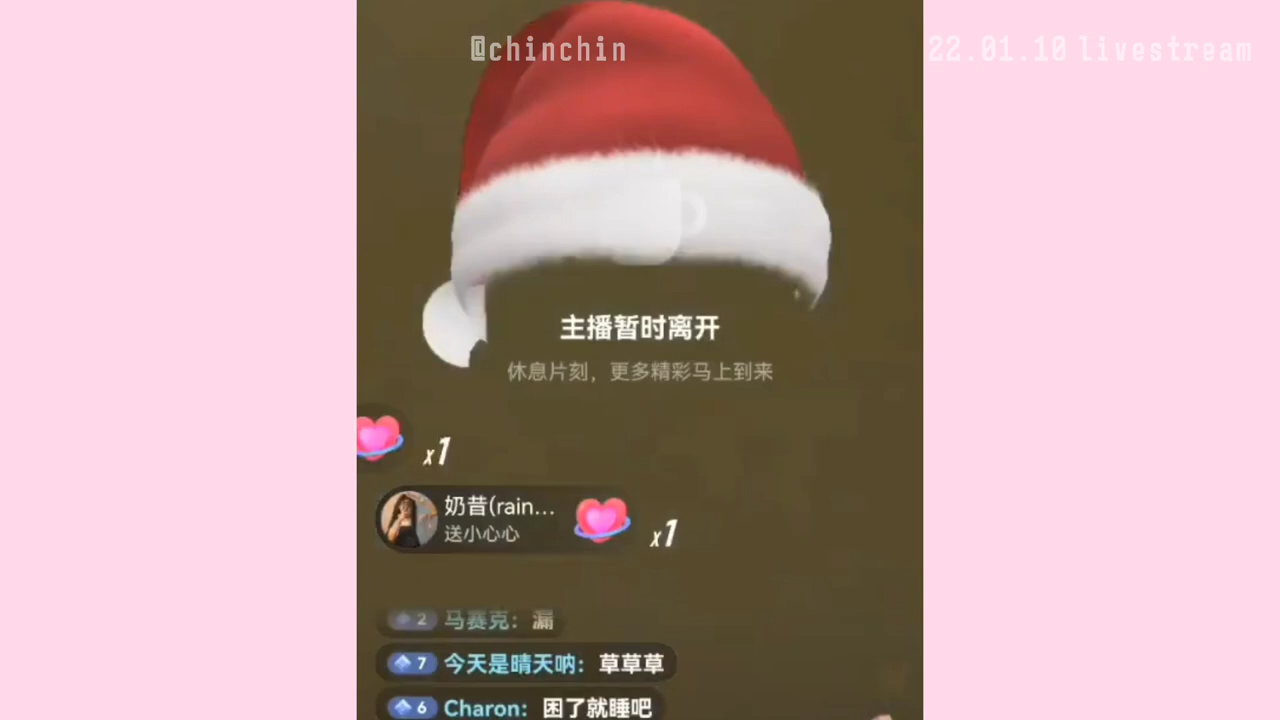 @chinchin
22.01.10 livestream
主播暂时离开
休息片刻，更多精彩马上到来
x1
奶昔(rain...
送小心心
x1
2 马赛克：漏
7 今天是晴天呐：草草草
6 Charon：困了就睡吧